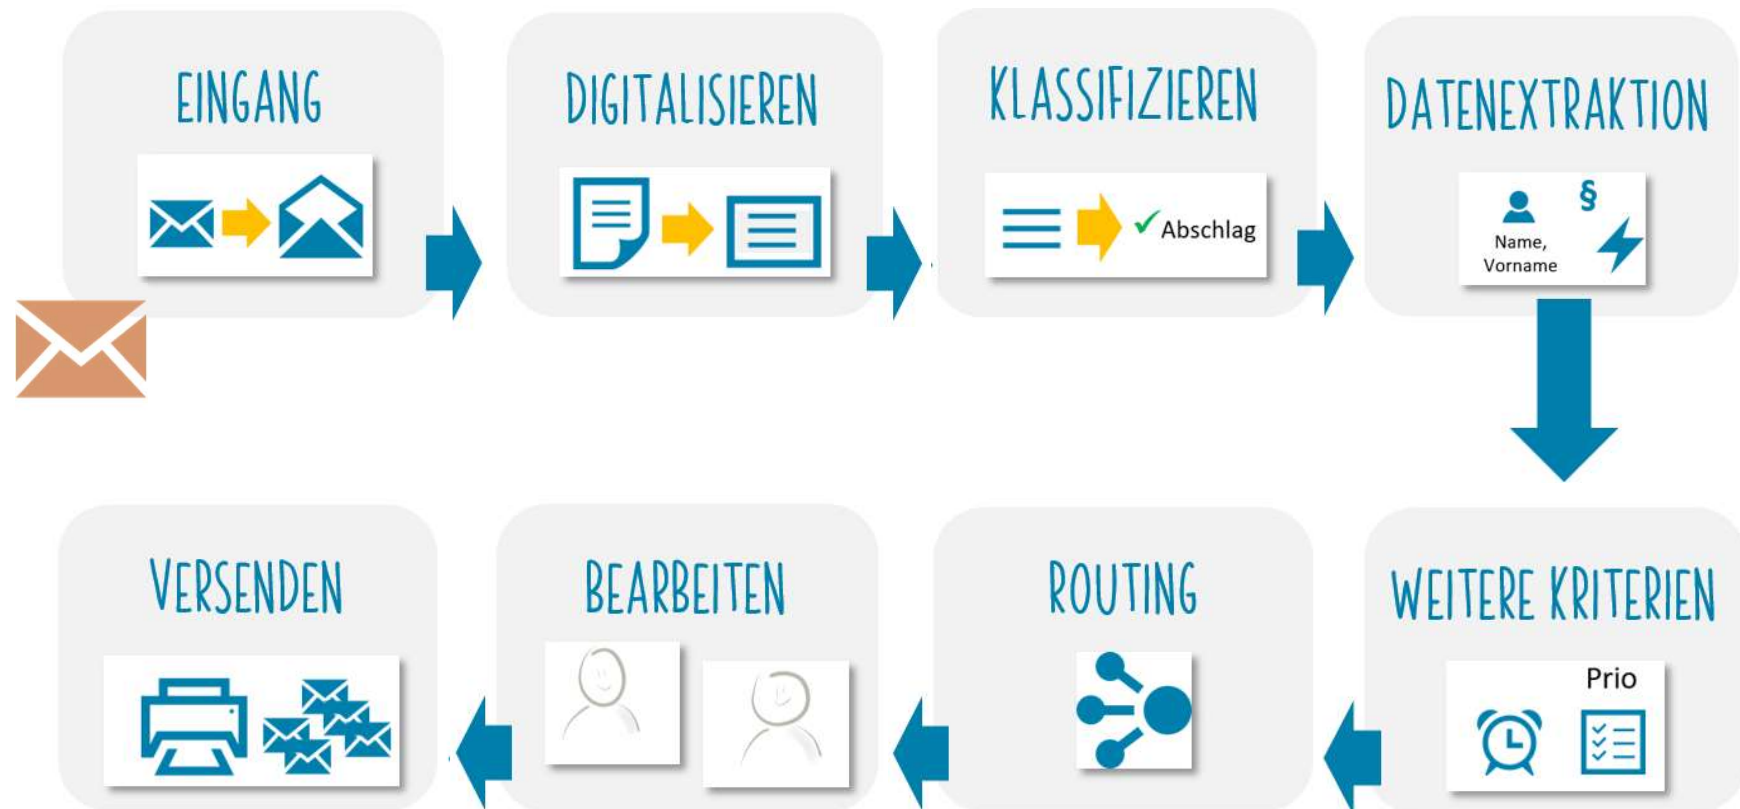 EINGANG
DIGITALISIEREN
KLASSIFIZIEREN
DATENEXTRAKTION
Abschlag
§
Name,
Vorname
VERSENDEN
BEARBEITEN
ROUTING
WEITERE KRITERIEN
Prio